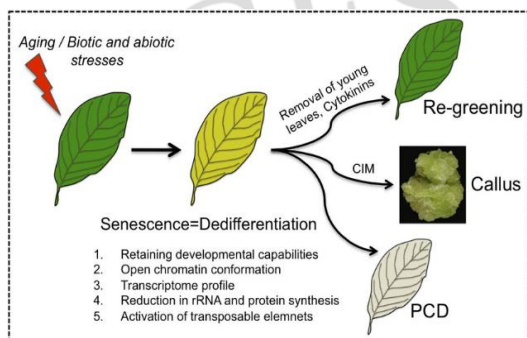 Aging / Biotic and abiotic
stresses
Removal of young
leaves, Cytokinins
Re-greening
CIM
Callus
Senescence=Dedifferentiation
1. Retaining developmental capabilities
2. Open chromatin conformation
3. Transcriptome profile
4. Reduction in rRNA and protein synthesis
5. Activation of transposable elemnets
PCD